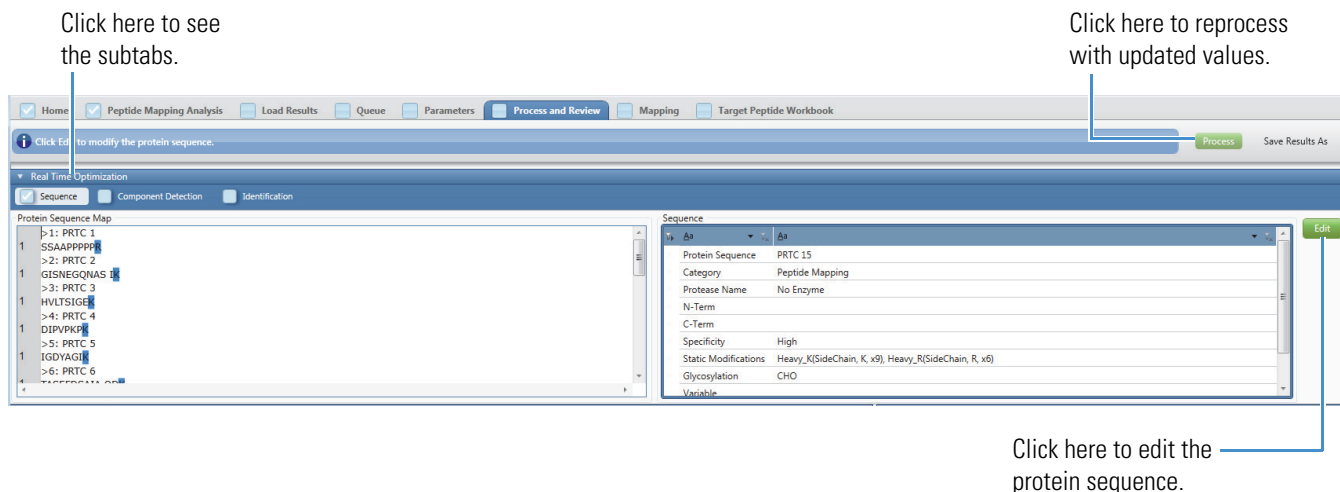 Click here to see
the subtabs.
Click here to reprocess
with updated values.
Home Peptide Mapping Analysis Load Results Queue Parameters Process and Review Mapping Target Peptide Workbook
Click Edit to modify the protein sequence. Process Save Results As
Real Time Optimization
Sequence Component Detection Identification
Protein Sequence Map Sequence
>1: PRTC 1
1 SSAAPPPPPR
>2: PRTC 2
1 GISNEGQNAS IK
>3: PRTC 3
1 HVLTSIGEK
>4: PRTC 4
1 DIPVPKPK
>5: PRTC 5
1 IGDYAGIK
>6: PRTC 6
Aa Aa Edit
Protein Sequence PRTC 15
Category Peptide Mapping
Protease Name No Enzyme
N-Term
C-Term
Specificity High
Static Modifications Heavy_K(SideChain, K, x9), Heavy_R(SideChain, R, x6)
Glycosylation CHO
Variable
Click here to edit the
protein sequence.